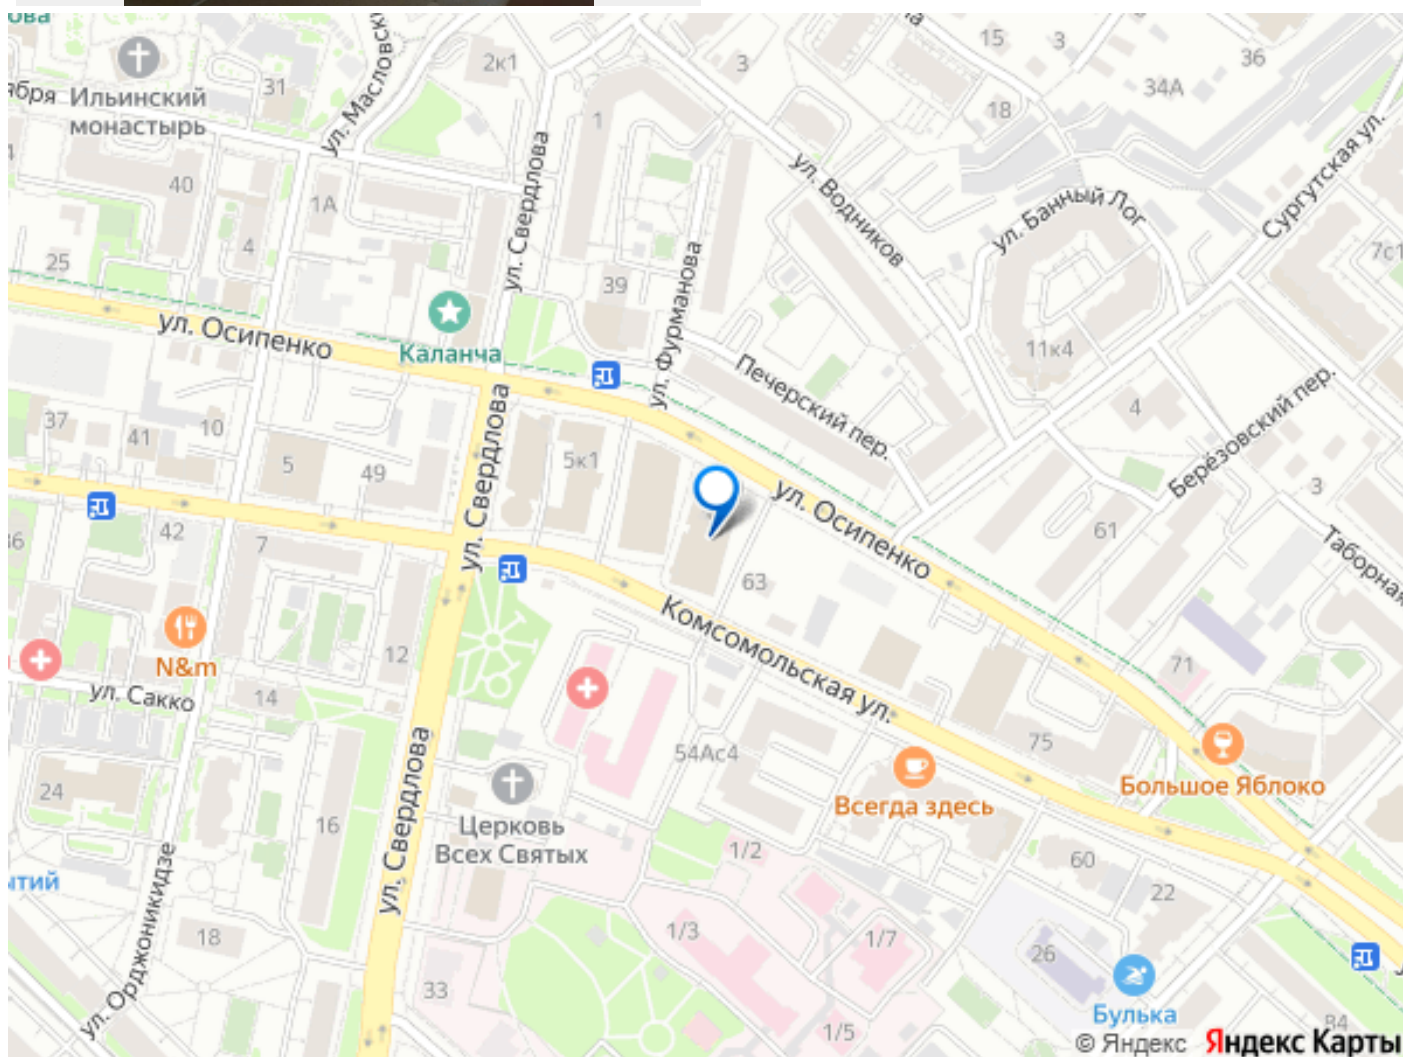 ова
15
3
36
2к1
3
34А
31
18
ября
Ильинский
монастырь
ул. Масловск
1
Сургутская ул.
40
ул. Водников
ул. Свердлова
ул. Банный Лог
1А
4
25
7с1
39
ул. Фурманова
ул. Осипенко
Каланча
11к4
Печерский пер.
4
Берёзовский пер.
37
41
10
5
49
5к1
ул. Свердлова
ул. Осипенко
3
61
36
42
7
Таборная
63
Комсомольская ул.
N&m
12
71
ул. Сакко
14
54Ас4
75
Большое Яблоко
24
16
Всегда здесь
Церковь
Всех Святых
ул. Свердлова
1/2
60
22
ытий
ул. Орджоникидзе
18
1/3
1/7
26
33
Булька
84
1/5
© Яндекс Яндекс Карты